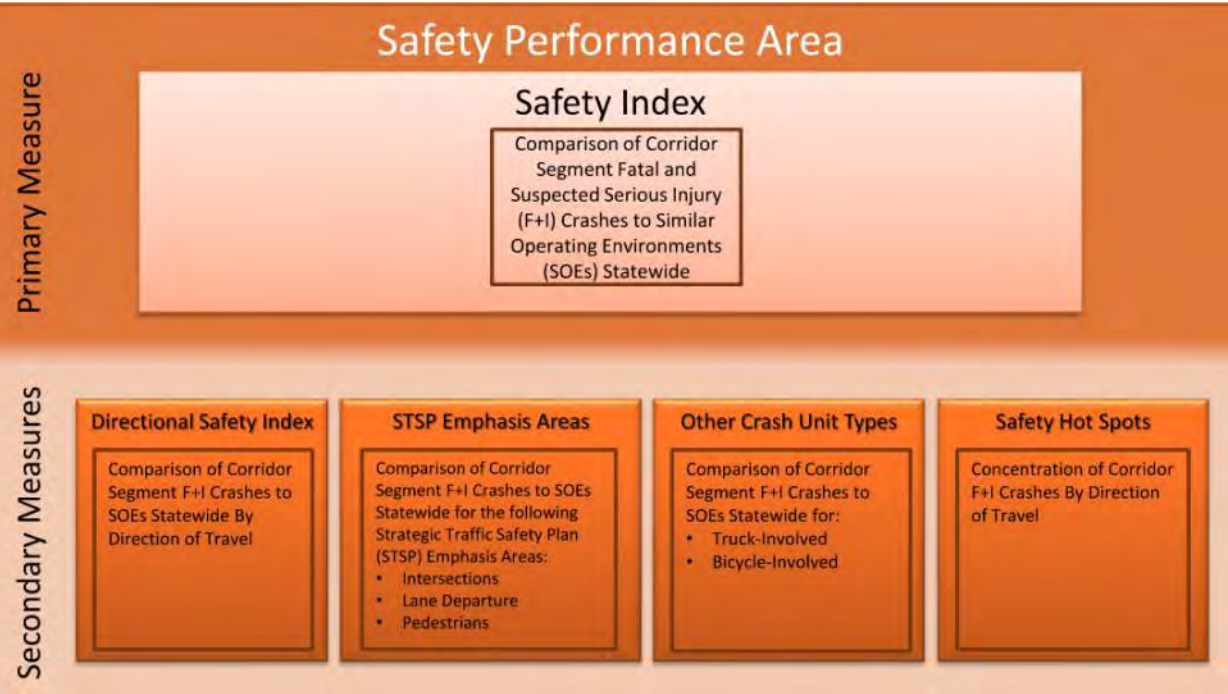 Safety Performance Area
Primary Measure
Safety Index
Comparison of Corridor
Segment Fatal and
Suspected Serious Injury
(F+I) Crashes to Similar
Operating Environments
(SOEs) Statewide
Secondary Measures
Directional Safety Index
Comparison of Corridor
Segment F+I Crashes to
SOEs Statewide By
Direction of Travel
STSP Emphasis Areas
Comparison of Corridor
Segment F+I Crashes to SOEs
Statewide for the following
Strategic Traffic Safety Plan
(STSP) Emphasis Areas:
• Intersections
• Lane Departure
• Pedestrians
Other Crash Unit Types
Comparison of Corridor
Segment F+I Crashes to
SOEs Statewide for:
• Truck-Involved
• Bicycle-Involved
Safety Hot Spots
Concentration of Corridor
F+I Crashes By Direction
of Travel